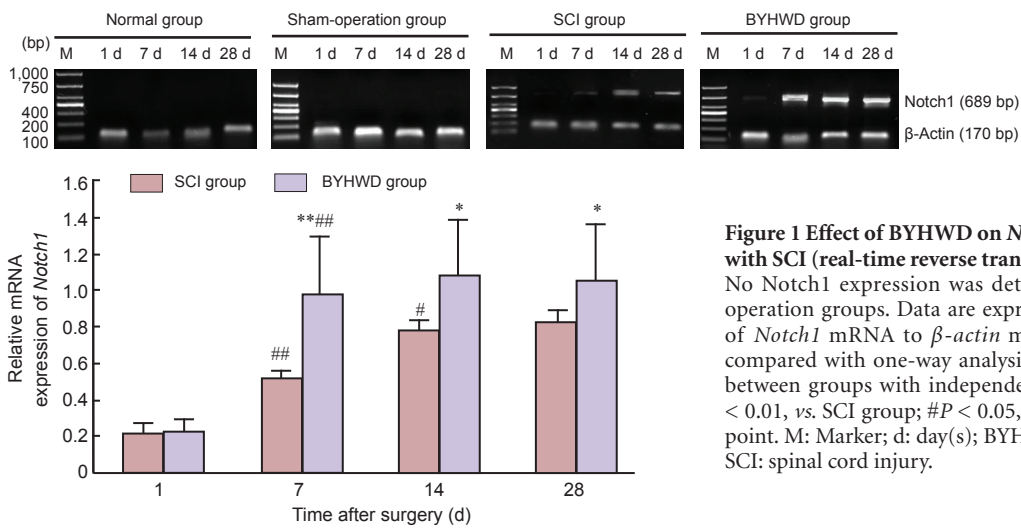 Normal group
Sham-operation group
SCI group
BYHWD group
(bp) M 1 d 7 d 14 d 28 d
M 1 d 7 d 14 d 28 d
M 1 d 7 d 14 d 28 d
M 1 d 7 d 14 d 28 d
1,000
750
400
200
100
Notch1 (689 bp)
β-Actin (170 bp)
SCI group
BYHWD group
Relative mRNA
expression of Notch1
1.6
1.4
1.2
1.0
0.8
0.6
0.4
0.2
0
##
**##
#
*
*
1 7 14 28
Time after surgery (d)
Figure 1 Effect of BYHWD on N
with SCI (real-time reverse tran
No Notch1 expression was det
operation groups. Data are expr
of Notch1 mRNA to β-actin m
compared with one-way analysi
between groups with independe
< 0.01, vs. SCI group; #P < 0.05,
point. M: Marker; d: day(s); BYH
SCI: spinal cord injury.